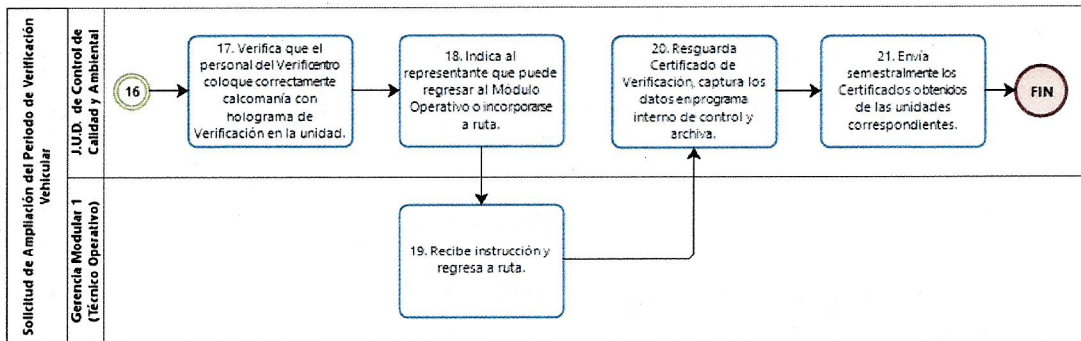 Solicitud de Ampliación del Periodo de Verificación
Vehicular
J.U.D. de Control de
Calidad y Ambiental
16
17. Verifica que el
personal del Verificentro
coloque correctamente
calcomanía con
holograma de
Verificación en la unidad.
18. Indica al
representante que puede
regresar al Módulo
Operativo o incorporarse
a ruta.
20. Resguarda
Certificado de
Verificación, captura los
datos en programa
interno de control y
archiva.
21. Envía
semestralmente los
Certificados obtenidos
de las unidades
correspondientes.
FIN
Gerencia Modular 1
(Técnico Operativo)
19. Recibe instrucción y
regresa a ruta.